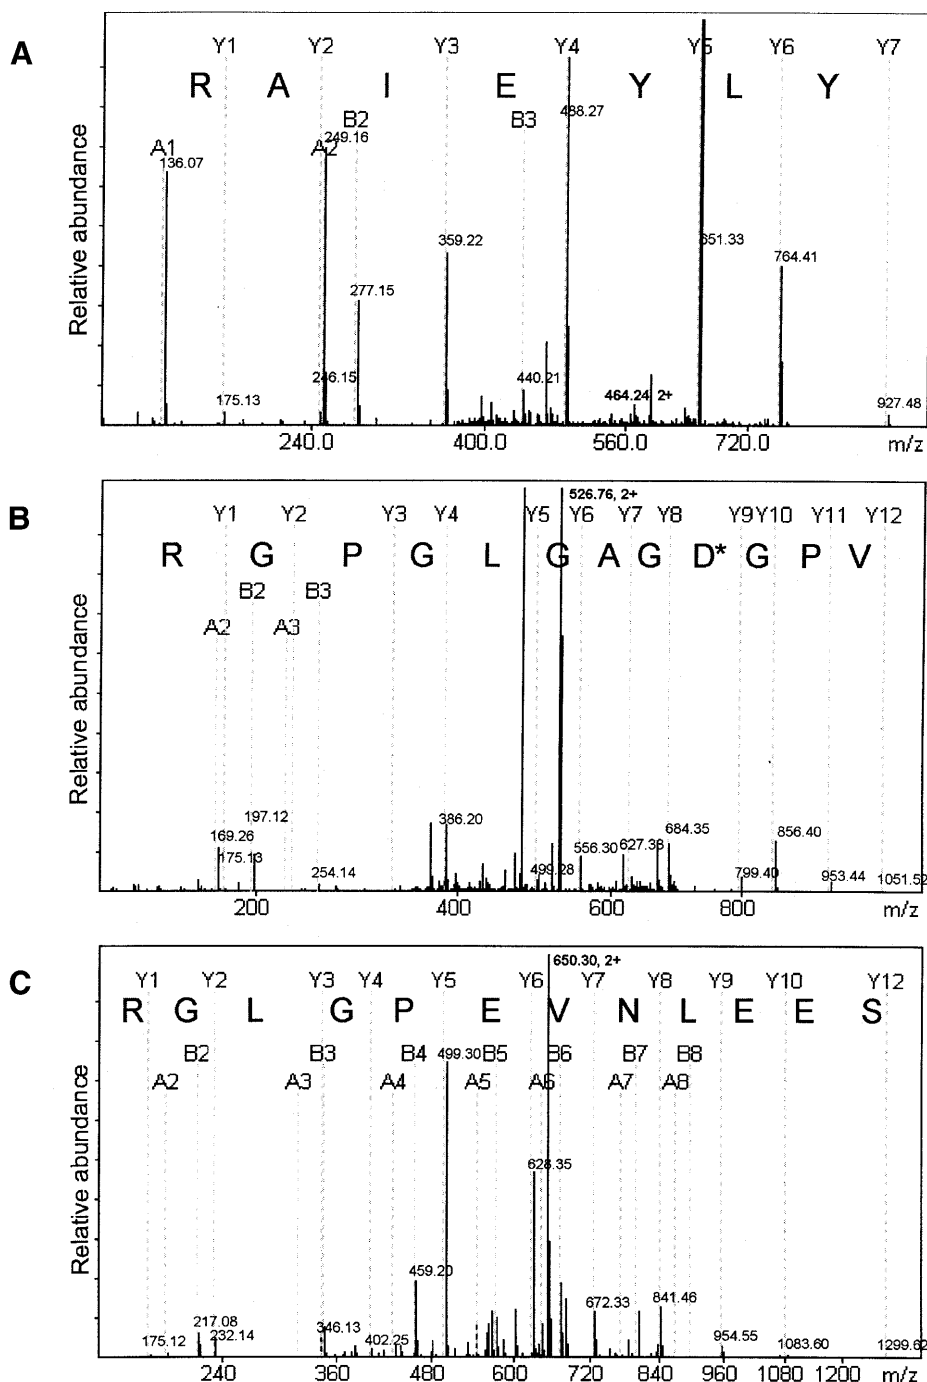 A
Relative abundance
Y1 Y2 Y3 Y4 Y5 Y6 Y7
R A I E Y L Y
A1 A2 B2 B3
136.07
249.16
488.27
359.22
277.15
651.33
764.41
246.15
175.13
440.21
464.24, 2+
927.48
240.0 400.0 560.0 720.0 m/z
B
Relative abundance
526.76, 2+
Y1 Y2 Y3 Y4 Y5 Y6 Y7 Y8 Y9 Y10 Y11 Y12
R G P G L G A G D* G P V
B2 B3
A2 A3
197.12
169.26
175.13
254.14
386.20
499.28
556.30
627.33
684.35
799.40
856.40
953.44
1051.52
200 400 600 800 m/z
C
Relative abundance
650.30, 2+
Y1 Y2 Y3 Y4 Y5 Y6 Y7 Y8 Y9 Y10 Y12
R G L G P E V N L E E S
B2 B3 B4 499.30 B5 B6 B7 B8
A2 A3 A4 A5 A6 A7 A8
628.35
459.20
175.12
217.08
232.14
346.13
402.25
672.33
841.46
954.55
1083.60
1299.62
240 360 480 600 720 840 960 1080 1200 m/z